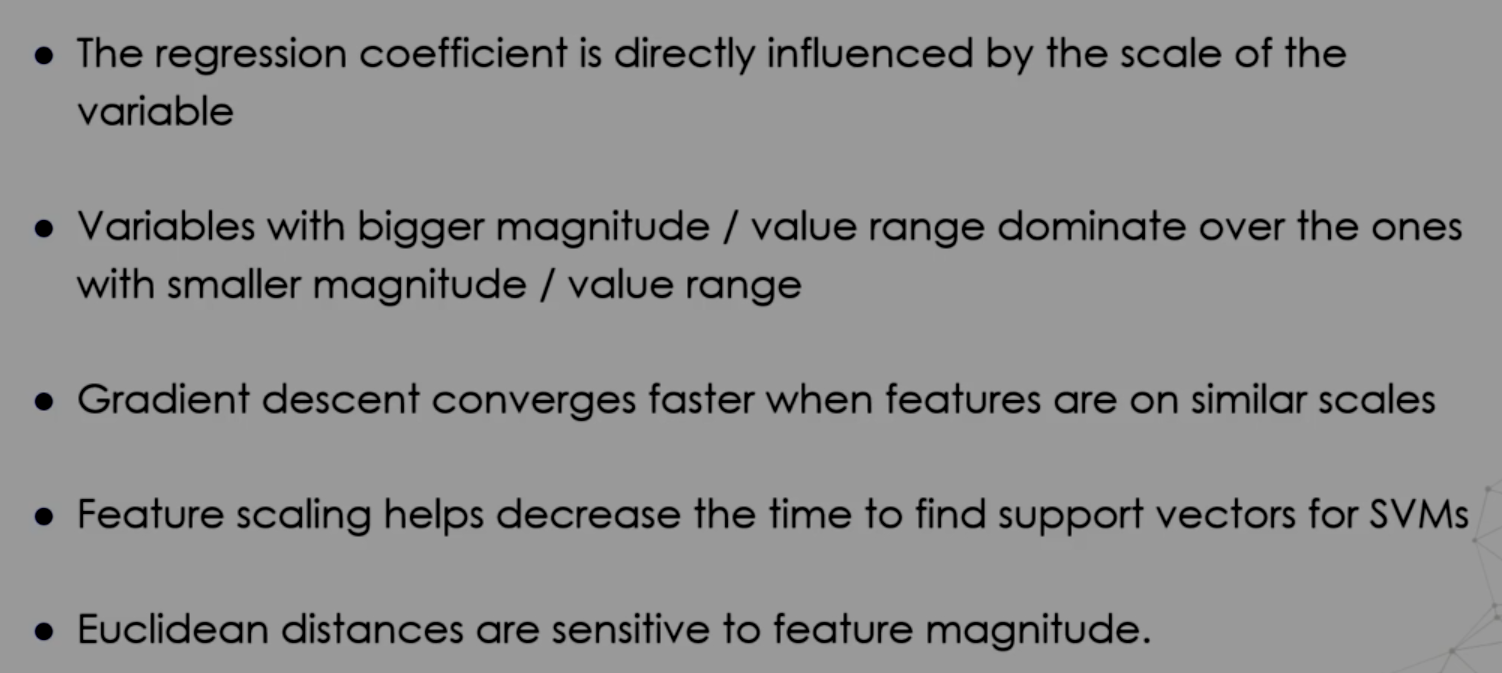 ● The regression coefficient is directly influenced by the scale of the
variable
● Variables with bigger magnitude / value range dominate over the ones
with smaller magnitude / value range
● Gradient descent converges faster when features are on similar scales
● Feature scaling helps decrease the time to find support vectors for SVMs
● Euclidean distances are sensitive to feature magnitude.